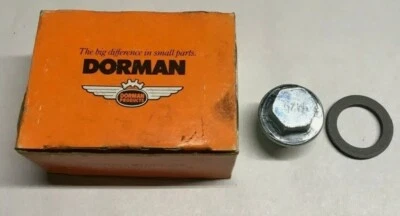 The big difference in small parts.
DORMAN
DORMAN
PRODUCTS